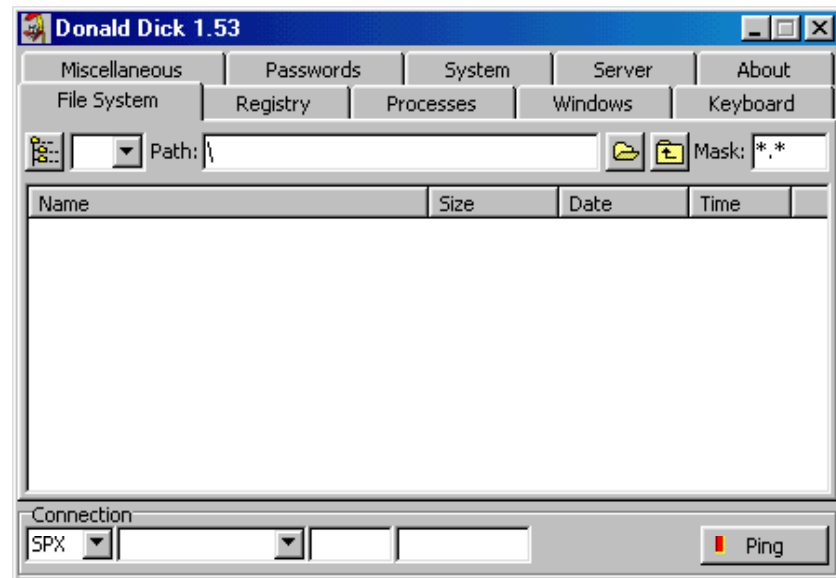 Donald Dick 1.53
Miscellaneous Passwords System Server About
File System Registry Processes Windows Keyboard
Path: \ Mask: *.*
Name Size Date Time
Connection
SPX Ping